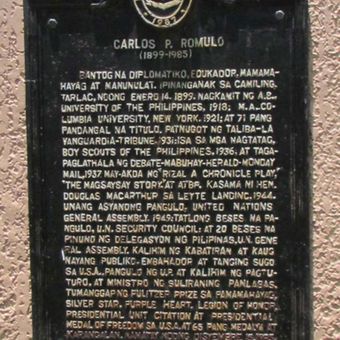 1987
CARLOS P. ROMULO
(1899-1985)
BANTOG NA DIPLOMATIKO, EDUKADOR, MAMAMA-
HAYAG AT MANUNULAT. IPINANGANAK SA CAMILING,
TARLAC, NOONG ENERO 14, 1899. NAGKAMIT NG A.B.,
UNIVERSITY OF THE PHILIPPINES, 1918; M.A., CO-
LUMBIA UNIVERSITY, NEW YORK, 1921; AT 71 PANG
PANDANGAL NA TITULO. PATNUGOT NG TALIBA-LA
VANGUARDIA-TRIBUNE, 1931; ISA SA MGA NAGTATAG,
BOY SCOUTS OF THE PHILIPPINES, 1936. AT TAGA-
PAGLATHALA NG DEBATE-MABUHAY-HERALD-MONDAY
MAIL, 1937. MAY-AKDA NG "RIZAL A CHRONICLE PLAY,"
"THE MAGSAYSAY STORY," AT ATBP. KASAMA NI HEN.
DOUGLAS MACARTHUR SA LEYTE LANDING, 1944.
UNANG ASYANONG PANGULO, UNITED NATIONS
GENERAL ASSEMBLY, 1949; TATLONG BESES NA PA-
NGULO, U.N. SECURITY COUNCIL; AT 20 BESES NA
PINUNO NG DELEGASYON NG PILIPINAS, U.N. GENE-
RAL ASSEMBLY. KALIHIM NG KABATIRAN AT KAUG
NAYANG PUBLIKO. EMBAHADOR AT TANGING SUGO
SA U.S.A., PANGULO NG U.P. AT KALIHIM NG PAGTU-
TURO, AT MINISTRO NG SULIRANING PANLABAS.
TUMANGGAP NG PULITZER PRIZE SA PAMAMAHAYAG,
SILVER STAR, PURPLE HEART, LEGION OF HONOR,
PRESIDENTIAL UNIT CITATION AT PRESIDENTIAL
MEDAL OF FREEDOM SA U.S.A. AT 65 PANG MEDALYA AT